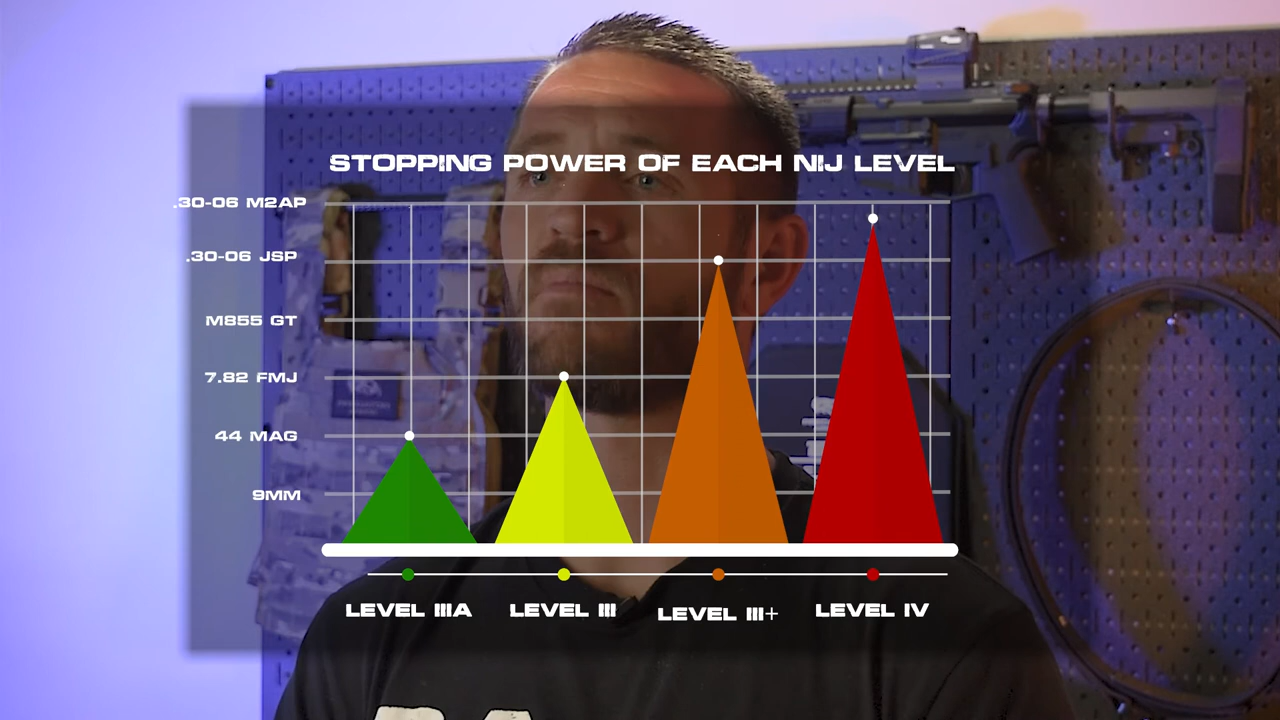 STOPPING POWER OF EACH NIJ LEVEL
.30-06 M2AP
.30-06 JSP
M855 GT
7.82 FMJ
44 MAG
9MM
LEVEL IIIA
LEVEL III
LEVEL III+
LEVEL IV